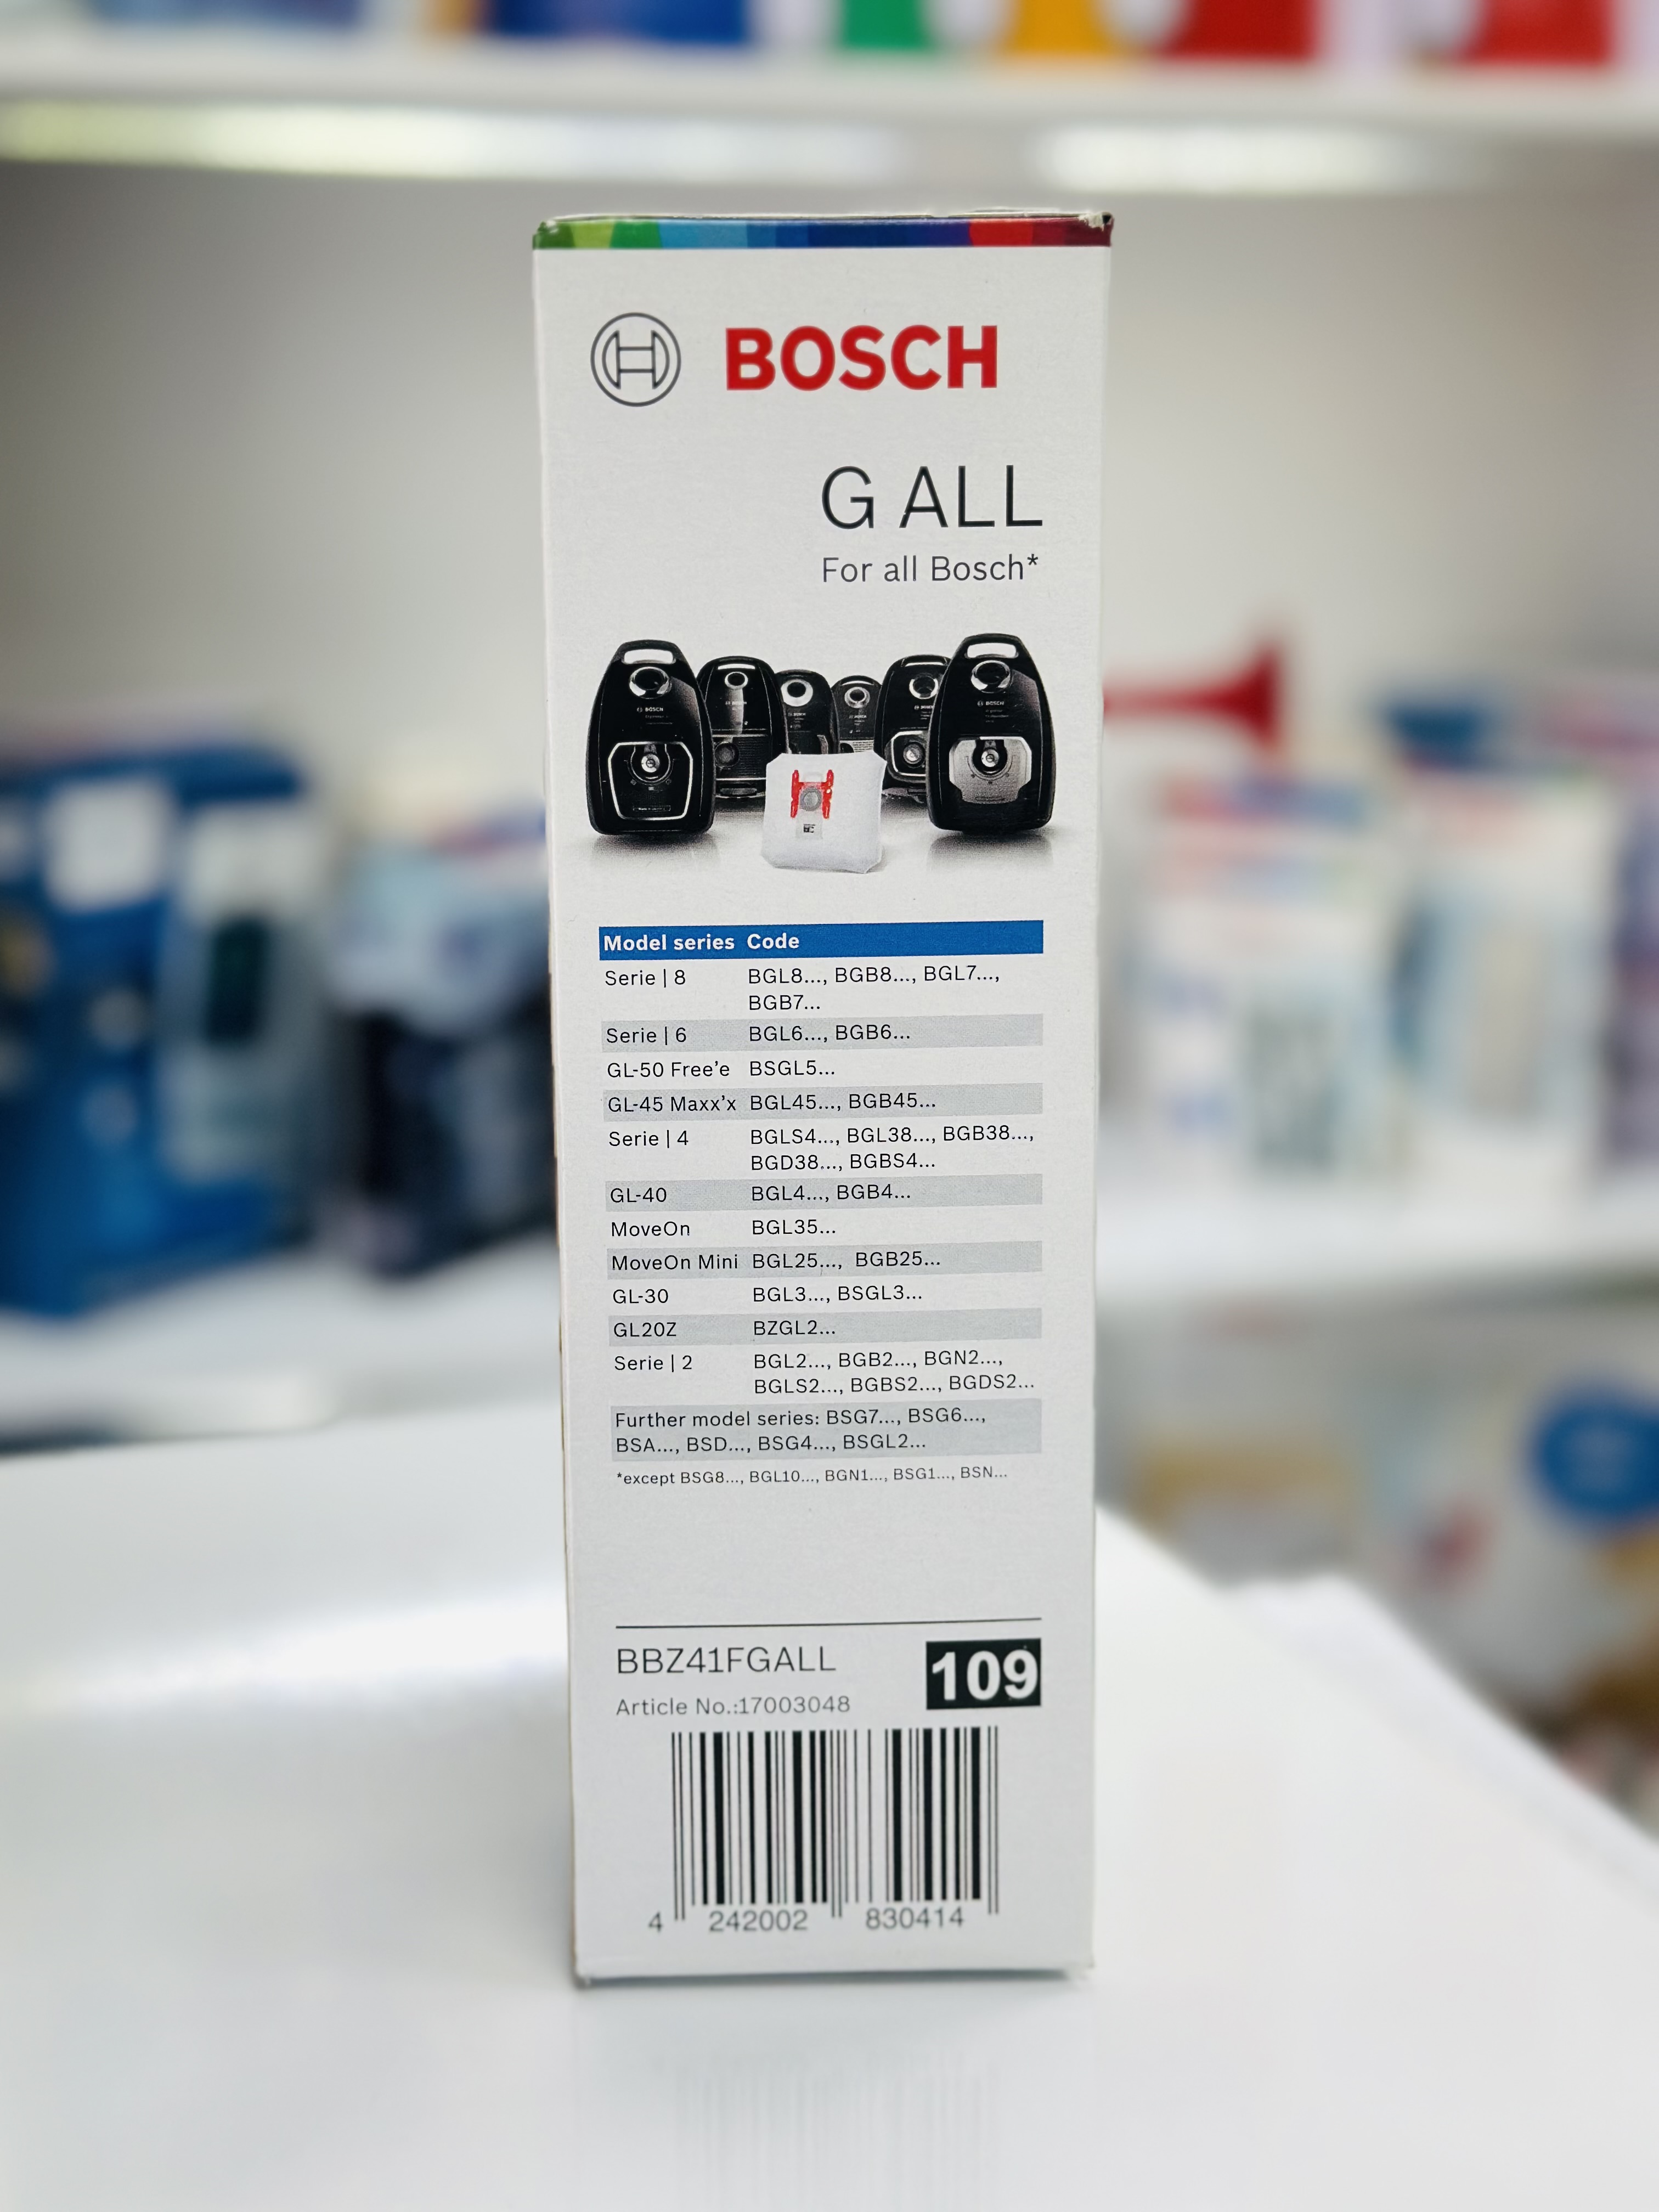 BOSCH
G ALL
For all Bosch*
BOSCH
BOSCH
BOSCH
Model series Code
Serie | 8 BGL8..., BGB8..., BGL7...,
BGB7...
Serie | 6 BGL6..., BGB6...
GL-50 Free’e BSGL5...
GL-45 Maxx’x BGL45..., BGB45...
Serie | 4 BGLS4..., BGL38..., BGB38...,
BGD38..., BGBS4...
GL-40 BGL4..., BGB4...
MoveOn BGL35...
MoveOn Mini BGL25..., BGB25...
GL-30 BGL3..., BSGL3...
GL20Z BZGL2...
Serie | 2 BGL2..., BGB2..., BGN2...,
BGLS2..., BGBS2..., BGDS2...
Further model series: BSG7..., BSG6...,
BSA..., BSD..., BSG4..., BSGL2...
*except BSG8..., BGL10..., BGN1..., BSG1..., BSN...
BBZ41FGALL
109
Article No.:17003048
4 242002 830414